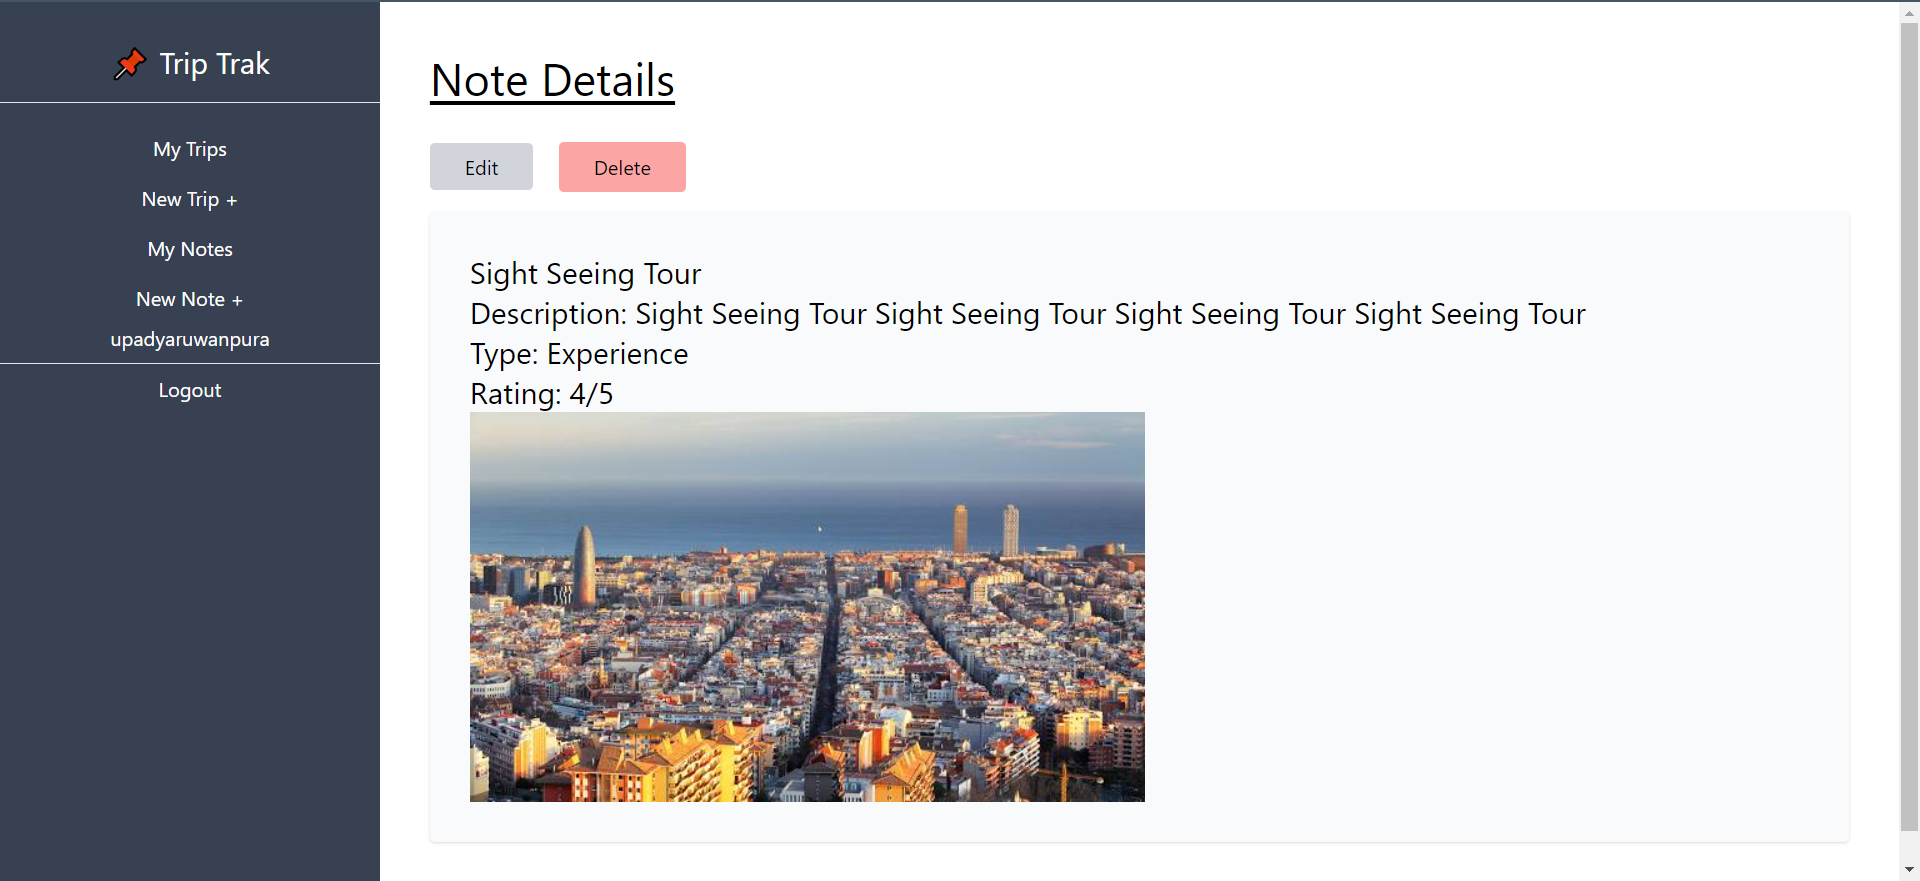 Trip Trak
My Trips
New Trip +
My Notes
New Note +
upadyaruwanpura
Logout
Note Details
Edit
Delete
Sight Seeing Tour
Description: Sight Seeing Tour Sight Seeing Tour Sight Seeing Tour Sight Seeing Tour
Type: Experience
Rating: 4/5